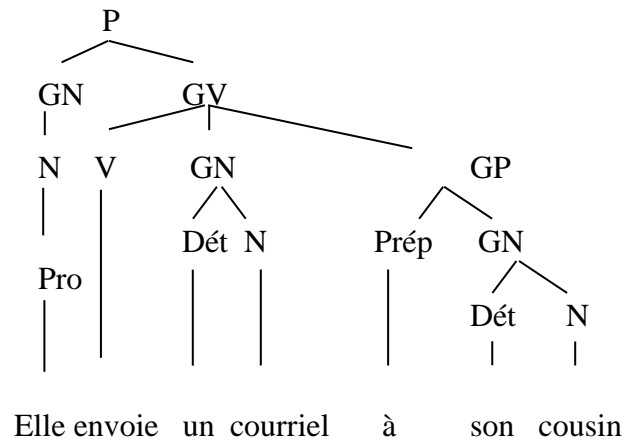 P
GN GV
N V GN GP
Dét N Prép GN
Pro
Dét N
Elle envoie un courriel à son cousin